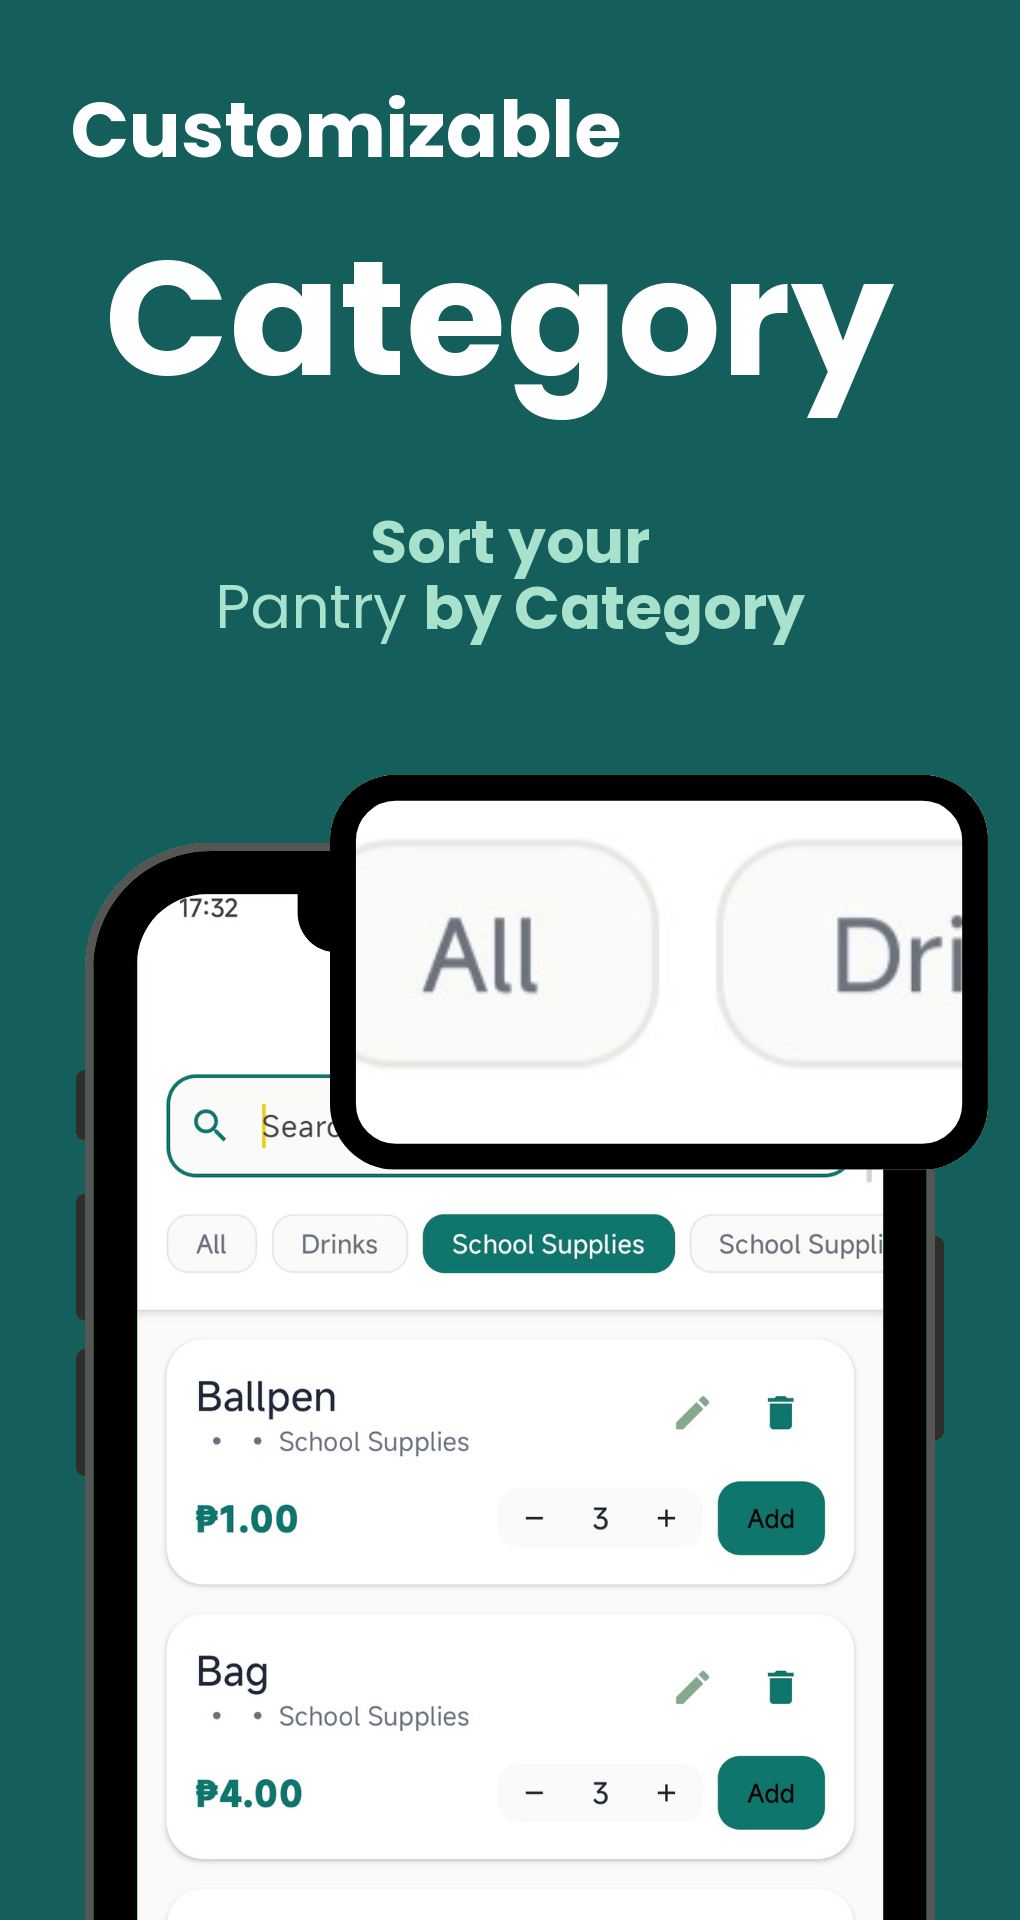 Customizable
Category
Sort your
Pantry by Category
All Dri
17:32
Searc
All Drinks School Supplies School Suppli
Ballpen
• • School Supplies
₱1.00 − 3 + Add
Bag
• • School Supplies
₱4.00 − 3 + Add